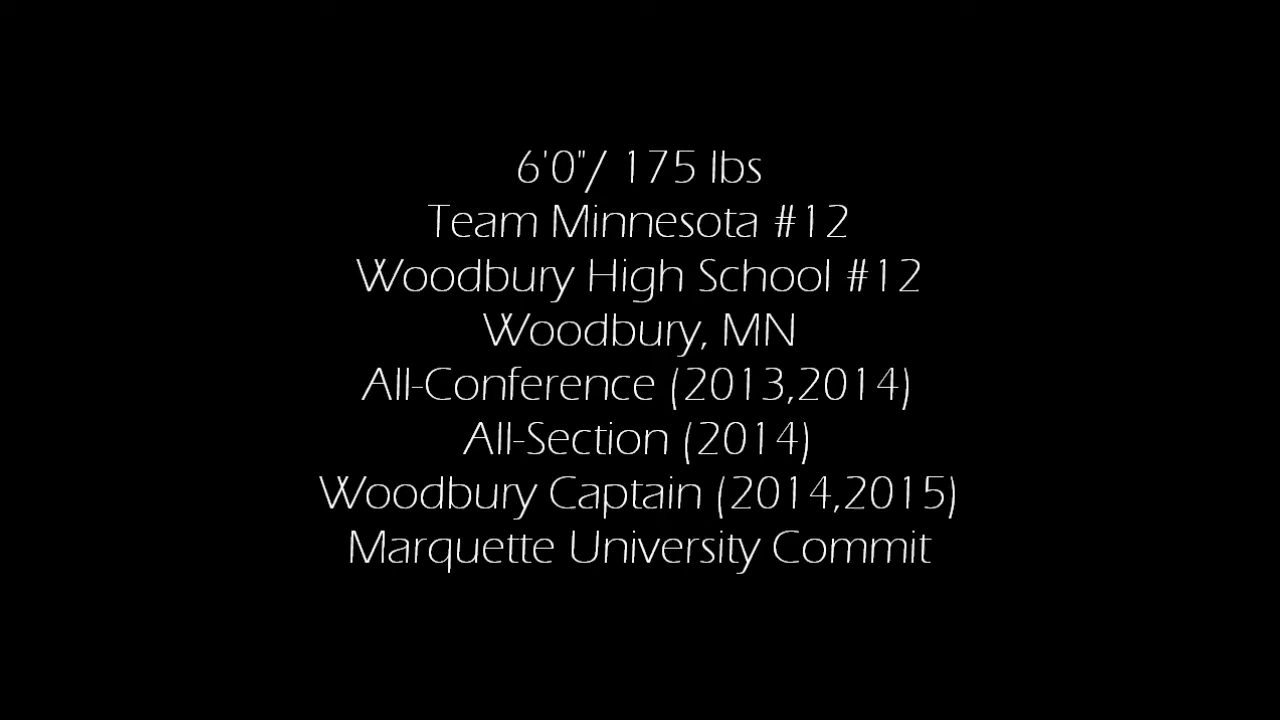 6'0"/ 175 lbs
Team Minnesota #12
Woodbury High School #12
Woodbury, MN
All-Conference (2013,2014)
All-Section (2014)
Woodbury Captain (2014,2015)
Marquette University Commit